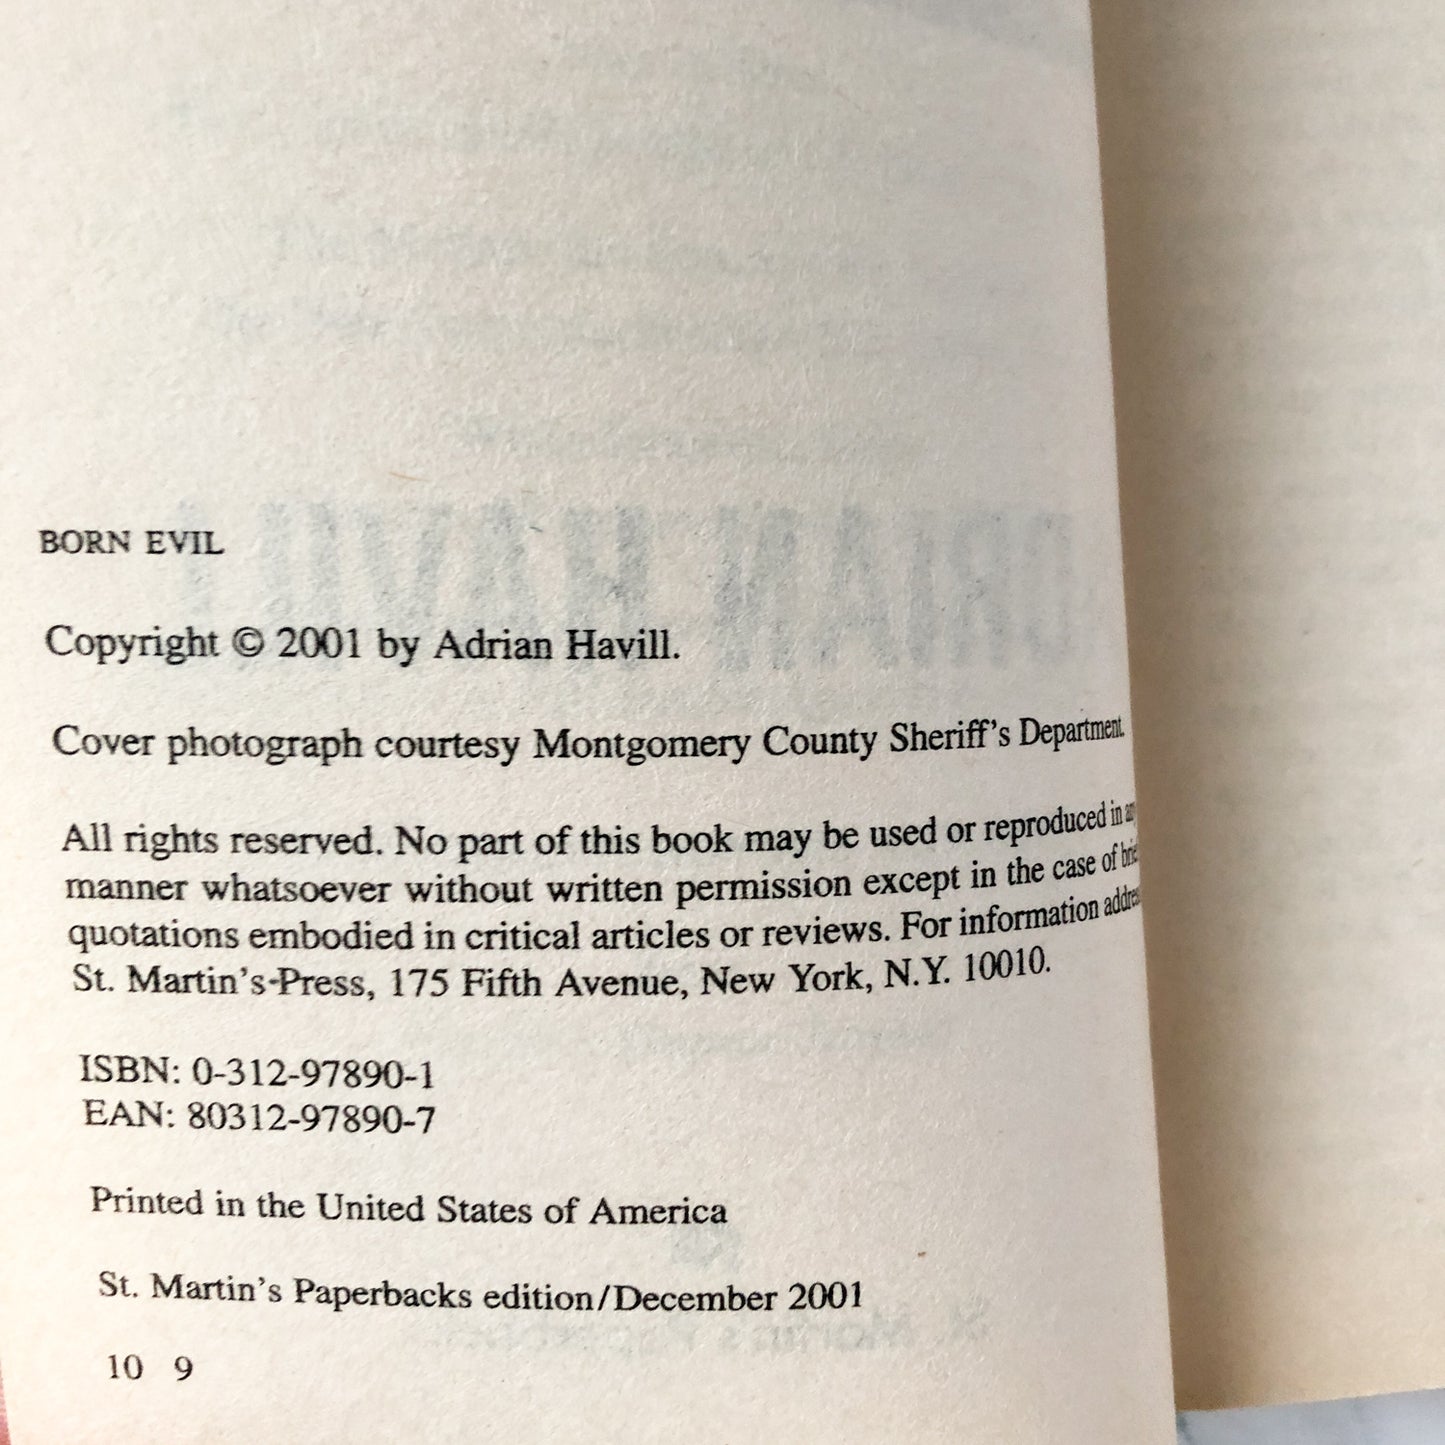 BORN EVIL
Copyright © 2001 by Adrian Havill.
Cover photograph courtesy Montgomery County Sheriff's Department.
All rights reserved. No part of this book may be used or reproduced in any
manner whatsoever without written permission except in the case of brief
quotations embodied in critical articles or reviews. For information address
St. Martin's Press, 175 Fifth Avenue, New York, N.Y. 10010.
ISBN: 0-312-97890-1
EAN: 80312-97890-7
Printed in the United States of America
St. Martin's Paperbacks edition/December 2001
10 9